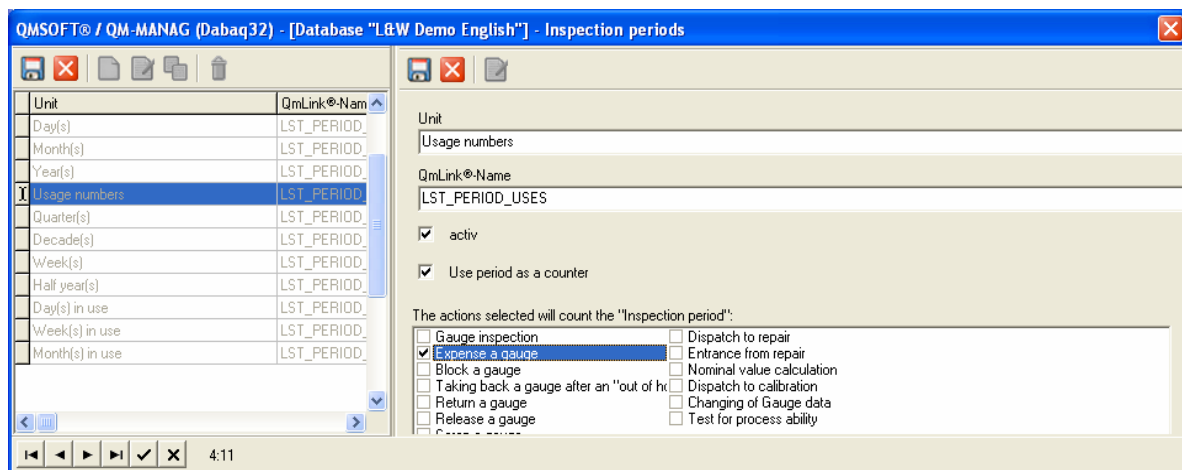 QMSOFT® / QM-MANAG (Dabaq32) - [Database "L&W Demo English"] - Inspection periods
Unit QmLink®-Nam
Day(s) LST_PERIOD_
Month(s) LST_PERIOD_
Year(s) LST_PERIOD_
Usage numbers LST_PERIOD_
Quarter(s) LST_PERIOD_
Decade(s) LST_PERIOD_
Week(s) LST_PERIOD_
Half year(s) LST_PERIOD_
Day(s) in use LST_PERIOD_
Week(s) in use LST_PERIOD_
Month(s) in use LST_PERIOD_
4:11
Unit
Usage numbers
QmLink®-Name
LST_PERIOD_USES
activ
Use period as a counter
The actions selected will count the "Inspection period":
Gauge inspection
Expense a gauge
Block a gauge
Taking back a gauge after an "out of
Return a gauge
Release a gauge
Dispatch to repair
Entrance from repair
Nominal value calculation
Dispatch to calibration
Changing of Gauge data
Test for process ability